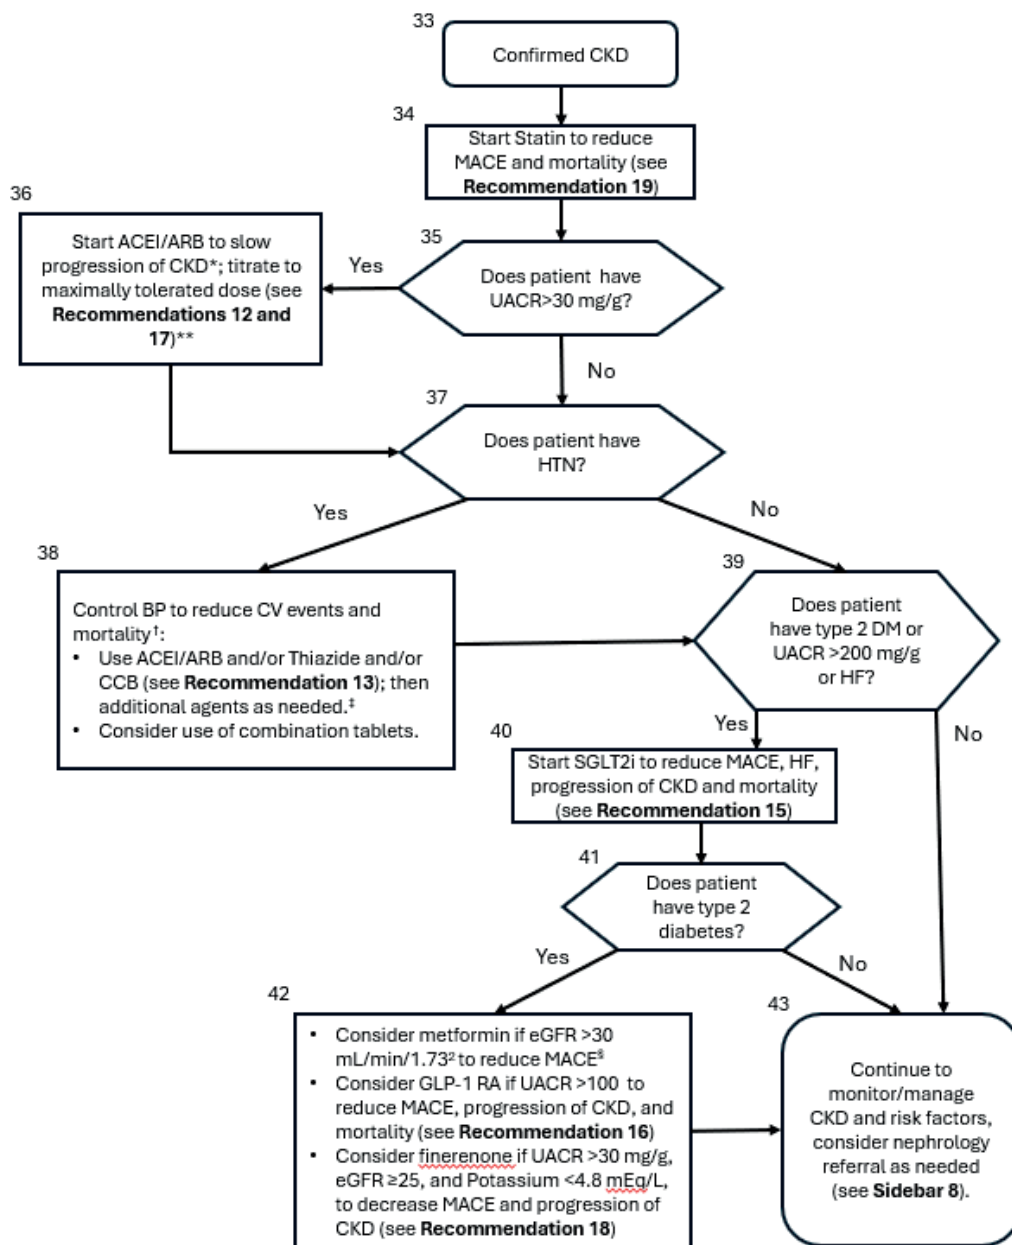 33
Confirmed CKD
34
Start Statin to reduce
MACE and mortality (see
Recommendation 19)
35
Does patient have
UACR>30 mg/g?
Yes
No
36
Start ACEI/ARB to slow
progression of CKD*; titrate to
maximally tolerated dose (see
Recommendations 12 and
17)**
37
Does patient have
HTN?
Yes
No
38
Control BP to reduce CV events and
mortality†:
• Use ACEI/ARB and/or Thiazide and/or
CCB (see Recommendation 13); then
additional agents as needed.‡
• Consider use of combination tablets.
39
Does patient
have type 2 DM or
UACR >200 mg/g
or HF?
Yes
No
40
Start SGLT2i to reduce MACE, HF,
progression of CKD and mortality
(see Recommendation 15)
41
Does patient
have type 2
diabetes?
Yes
No
42
• Consider metformin if eGFR >30
mL/min/1.73² to reduce MACE§
• Consider GLP-1 RA if UACR >100 to
reduce MACE, progression of CKD, and
mortality (see Recommendation 16)
• Consider finerenone if UACR >30 mg/g,
eGFR ≥25, and Potassium <4.8 mEq/L,
to decrease MACE and progression of
CKD (see Recommendation 18)
43
Continue to
monitor/manage
CKD and risk factors,
consider nephrology
referral as needed
(see Sidebar 8).